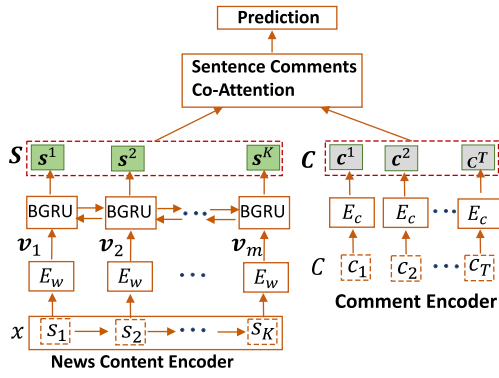 Prediction
Sentence Comments
Co-Attention
S s¹ s² sᴷ C c¹ c² cᵀ
BGRU BGRU ... BGRU E_c E_c ... E_c
v₁ v₂ v_m
E_w E_w ... E_w C c₁ c₂ ... c_T
x s₁ s₂ ... s_K
Comment Encoder
News Content Encoder